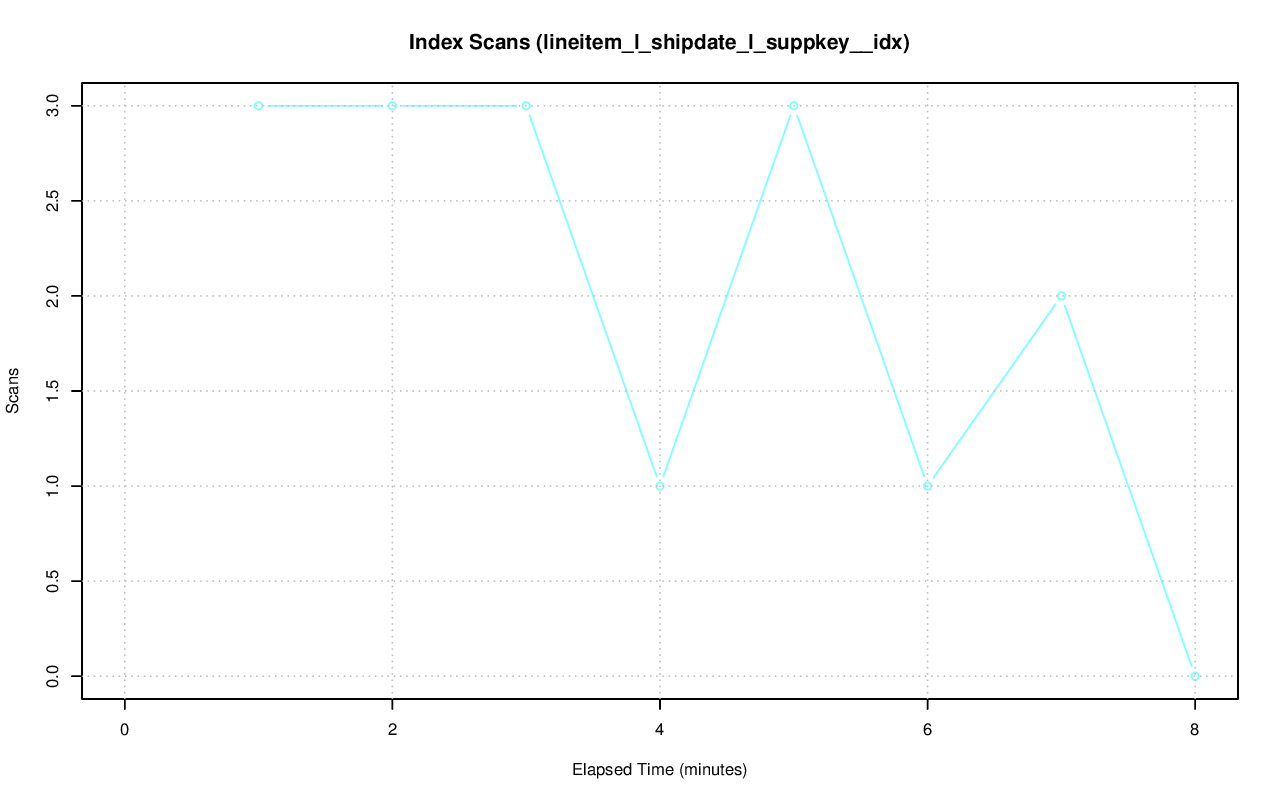 Index Scans (lineitem_l_shipdate_l_suppkey__idx)
Scans
3.0
2.5
2.0
1.5
1.0
0.5
0.0
0 2 4 6 8
Elapsed Time (minutes)